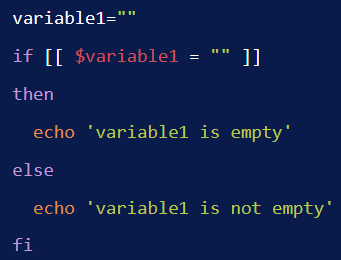 variable1=""
if [[ $variable1 = "" ]]
then
  echo 'variable1 is empty'
else
  echo 'variable1 is not empty'
fi